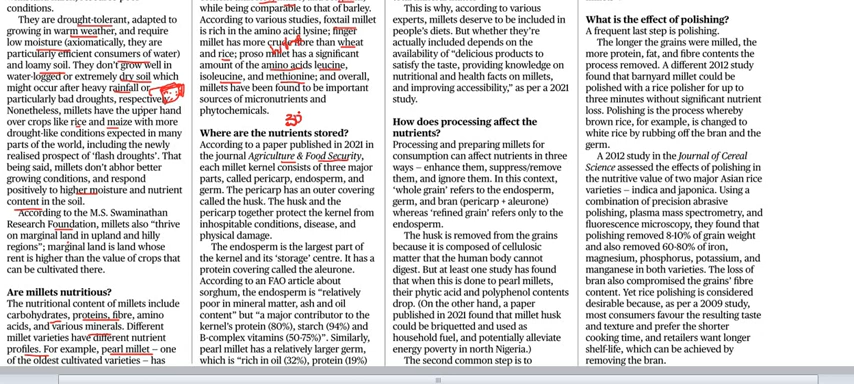 conditions.
They are drought-tolerant, adapted to
growing in warm weather, and require
low moisture (axiomatically, they are
particularly efficient consumers of water)
and loamy soil. They don't grow well in
water-logged or extremely dry soil which
might occur after heavy rainfall or
particularly bad droughts, respectively.
Nonetheless, millets have the upper hand
over crops like rice and maize with more
drought-like conditions expected in many
parts of the world, including the newly
realised prospect of 'flash droughts'. That
being said, millets don't abhor better
growing conditions, and respond
positively to higher moisture and nutrient
content in the soil.
According to the M.S. Swaminathan
Research Foundation, millets also "thrive
on marginal land in upland and hilly
regions"; marginal land is land whose
rent is higher than the value of crops that
can be cultivated there.
Are millets nutritious?
The nutritional content of millets include
carbohydrates, proteins, fibre, amino
acids, and various minerals. Different
millet varieties have different nutrient
profiles. For example, pearl millet – one
of the oldest cultivated varieties – has
while being comparable to that of barley.
According to various studies, foxtail millet
is rich in the amino acid lysine; finger
millet has more crude fibre than wheat
and rice; proso millet has a significant
amount of the amino acids leucine,
isoleucine, and methionine; and overall,
millets have been found to be important
sources of micronutrients and
phytochemicals.
Where are the nutrients stored?
According to a paper published in 2021 in
the journal Agriculture & Food Security,
each millet kernel consists of three major
parts, called pericarp, endosperm, and
germ. The pericarp has an outer covering
called the husk. The husk and the
pericarp together protect the kernel from
inhospitable conditions, disease, and
physical damage.
The endosperm is the largest part of
the kernel and its 'storage' centre. It has a
protein covering called the aleurone.
According to an FAO article about
sorghum, the endosperm is "relatively
poor in mineral matter, ash and oil
content" but "a major contributor to the
kernel's protein (80%), starch (94%) and
B-complex vitamins (50-75%)". Similarly,
pearl millet has a relatively larger germ,
which is "rich in oil (32%), protein (19%)
This is why, according to various
experts, millets deserve to be included in
people's diets. But whether they're
actually included depends on the
availability of "delicious products to
satisfy the taste, providing knowledge on
nutritional and health facts on millets,
and improving accessibility," as per a 2021
study.
How does processing affect the
nutrients?
Processing and preparing millets for
consumption can affect nutrients in three
ways – enhance them, suppress/remove
them, and ignore them. In this context,
'whole grain' refers to the endosperm,
germ, and bran (pericarp + aleurone)
whereas 'refined grain' refers only to the
endosperm.
The husk is removed from the grains
because it is composed of cellulosic
matter that the human body cannot
digest. But at least one study has found
that when this is done to pearl millets,
their phytic acid and polyphenol contents
drop. (On the other hand, a paper
published in 2021 found that millet husk
could be briquetted and used as
household fuel, and potentially alleviate
energy poverty in north Nigeria.)
The second common step is to
What is the effect of polishing?
A frequent last step is polishing.
The longer the grains were milled, the
more protein, fat, and fibre contents the
process removed. A different 2012 study
found that barnyard millet could be
polished with a rice polisher for up to
three minutes without significant nutrient
loss. Polishing is the process whereby
brown rice, for example, is changed to
white rice by rubbing off the bran and the
germ.
A 2012 study in the Journal of Cereal
Science assessed the effects of polishing in
the nutritive value of two major Asian rice
varieties – indica and japonica. Using a
combination of precision abrasive
polishing, plasma mass spectrometry, and
fluorescence microscopy, they found that
polishing removed 8-10% of grain weight
and also removed 60-80% of iron,
magnesium, phosphorus, potassium, and
manganese in both varieties. The loss of
bran also compromised the grains' fibre
content. Yet rice polishing is considered
desirable because, as per a 2009 study,
most consumers favour the resulting taste
and texture and prefer the shorter
cooking time, and retailers want longer
shelf-life, which can be achieved by
removing the bran.